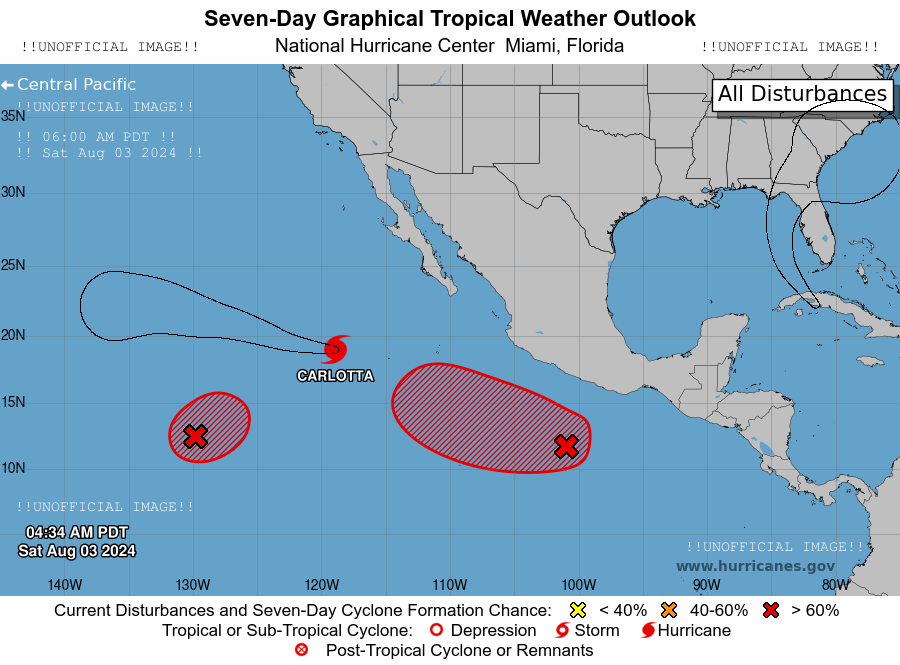 Seven-Day Graphical Tropical Weather Outlook
!!UNOFFICIAL IMAGE!! National Hurricane Center Miami, Florida !!UNOFFICIAL IMAGE!!
Central Pacific
All Disturbances
!!UNOFFICIAL IMAGE!!
35N
!! 06:00 AM PDT !!
!! Sat Aug 03 2024 !!
30N
25N
20N
CARLOTTA
15N
10N
!!UNOFFICIAL IMAGE!!
04:34 AM PDT
Sat Aug 03 2024
!!UNOFFICIAL IMAGE!!
www.hurricanes.gov
140W 130W 120W 110W 100W 90W 80W
Current Disturbances and Seven-Day Cyclone Formation Chance: < 40% 40-60% > 60%
Tropical or Sub-Tropical Cyclone: Depression Storm Hurricane
Post-Tropical Cyclone or Remnants